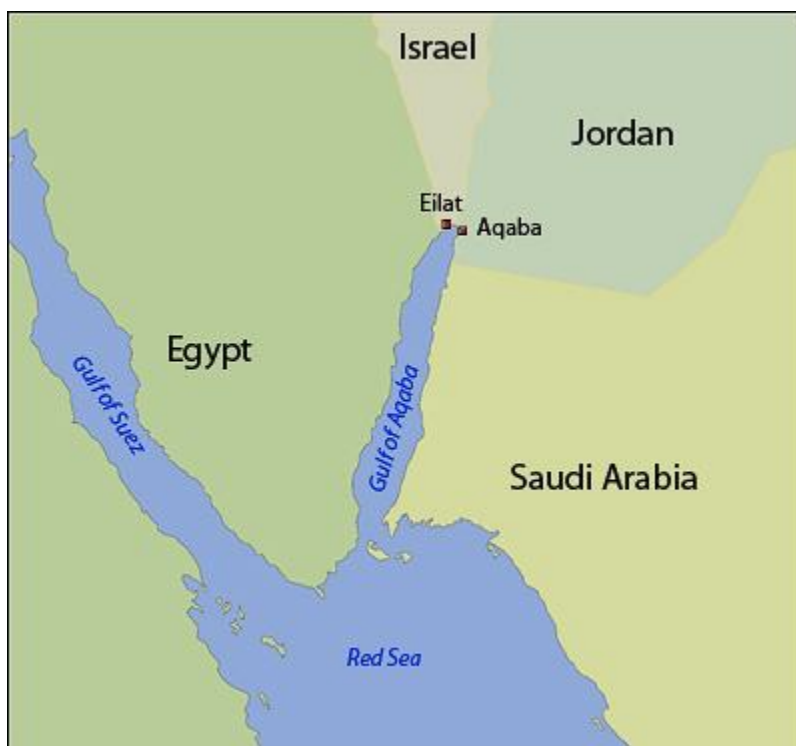 Israel
Jordan
Eilat
Aqaba
Egypt
Gulf of Suez
Gulf of Aqaba
Saudi Arabia
Red Sea